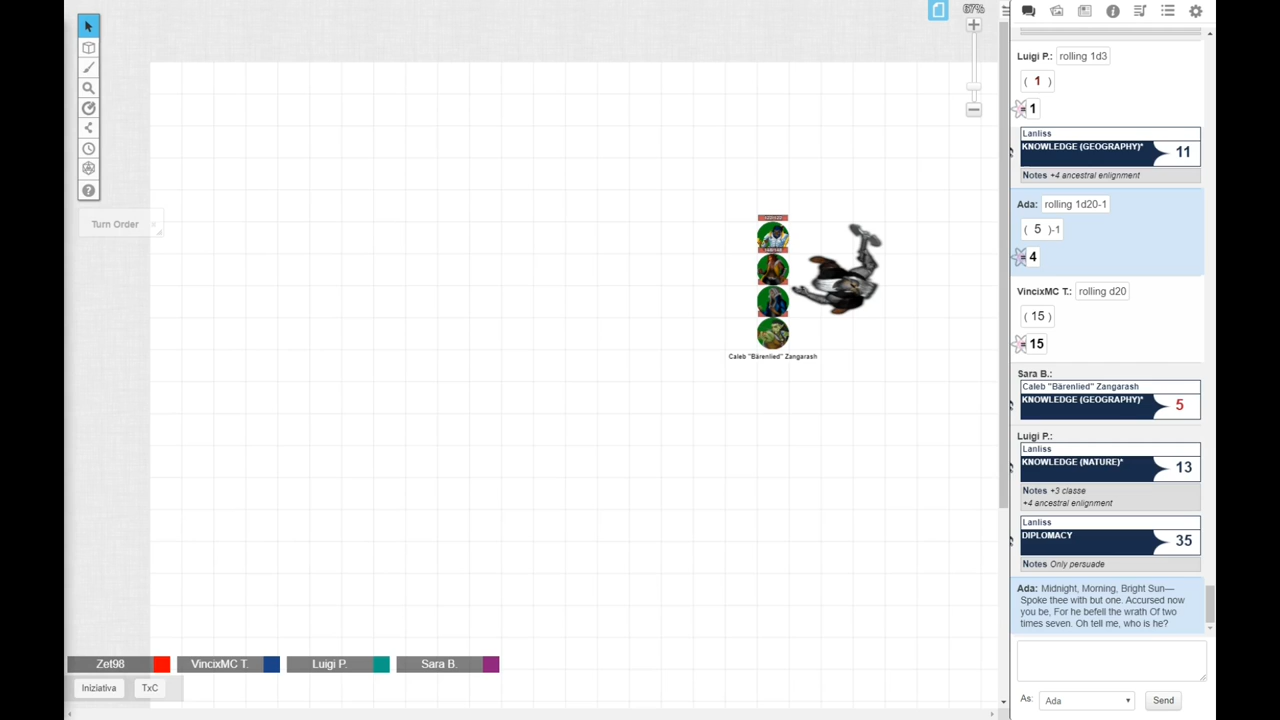 67%
Luigi P.: rolling 1d3
( 1 )
= 1
Lanliss
KNOWLEDGE (GEOGRAPHY)* 11
Notes +4 ancestral enlignment
Ada: rolling 1d20-1
( 5 )-1
= 4
VincixMC T.: rolling d20
( 15 )
= 15
Sara B.:
Caleb "Bärenlied" Zangarash
KNOWLEDGE (GEOGRAPHY)* 5
Luigi P.:
Lanliss
KNOWLEDGE (NATURE)* 13
Notes +3 classe
+4 ancestral enlignment
Lanliss
DIPLOMACY 35
Notes Only persuade
Ada: Midnight, Morning, Bright Sun—
Spoke thee with but one. Accursed now
you be, For he befell the wrath Of two
times seven. Oh tell me, who is he?
As: Ada Send
Turn Order
Caleb "Bärenlied" Zangarash
Zet98 VincixMC T. Luigi P. Sara B.
Iniziativa TxC